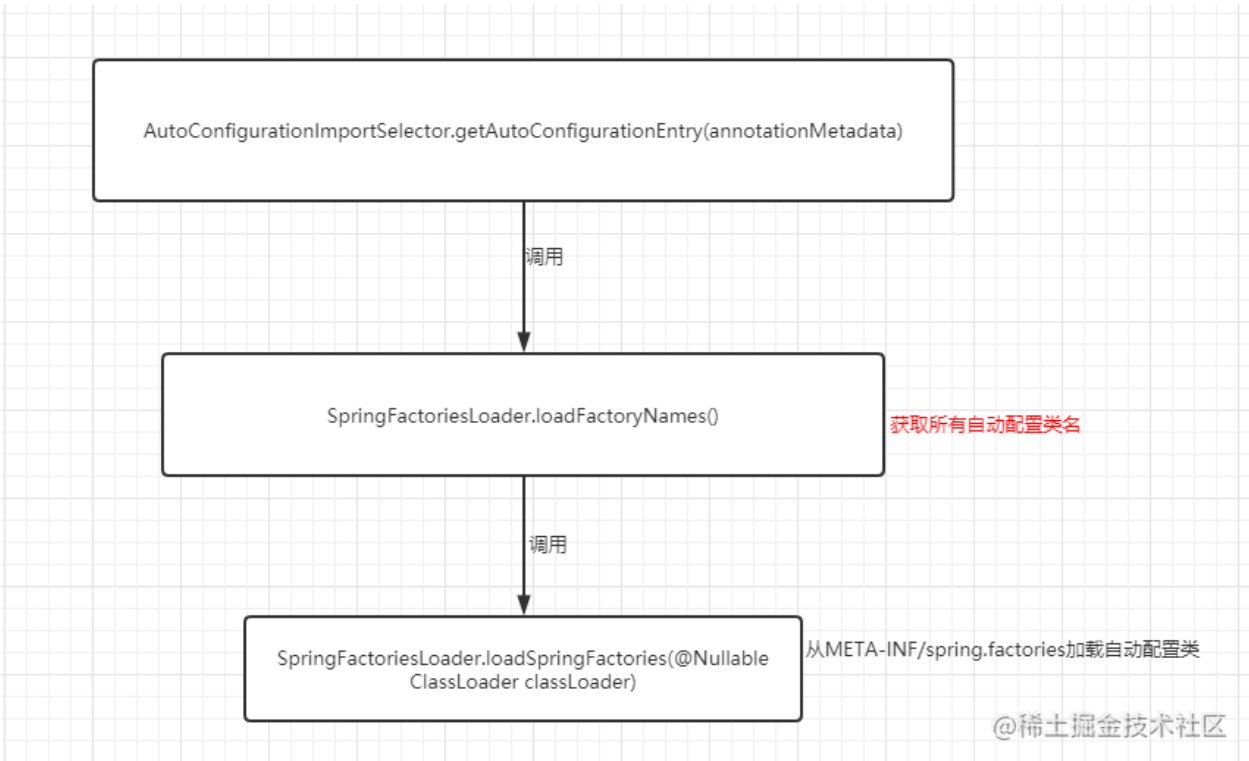 AutoConfigurationImportSelector.getAutoConfigurationEntry(annotationMetadata)
调用
SpringFactoriesLoader.loadFactoryNames()
获取所有自动配置类名
调用
SpringFactoriesLoader.loadSpringFactories(@Nullable
ClassLoader classLoader)
从META-INF/spring.factories加载自动配置类
@稀土掘金技术社区